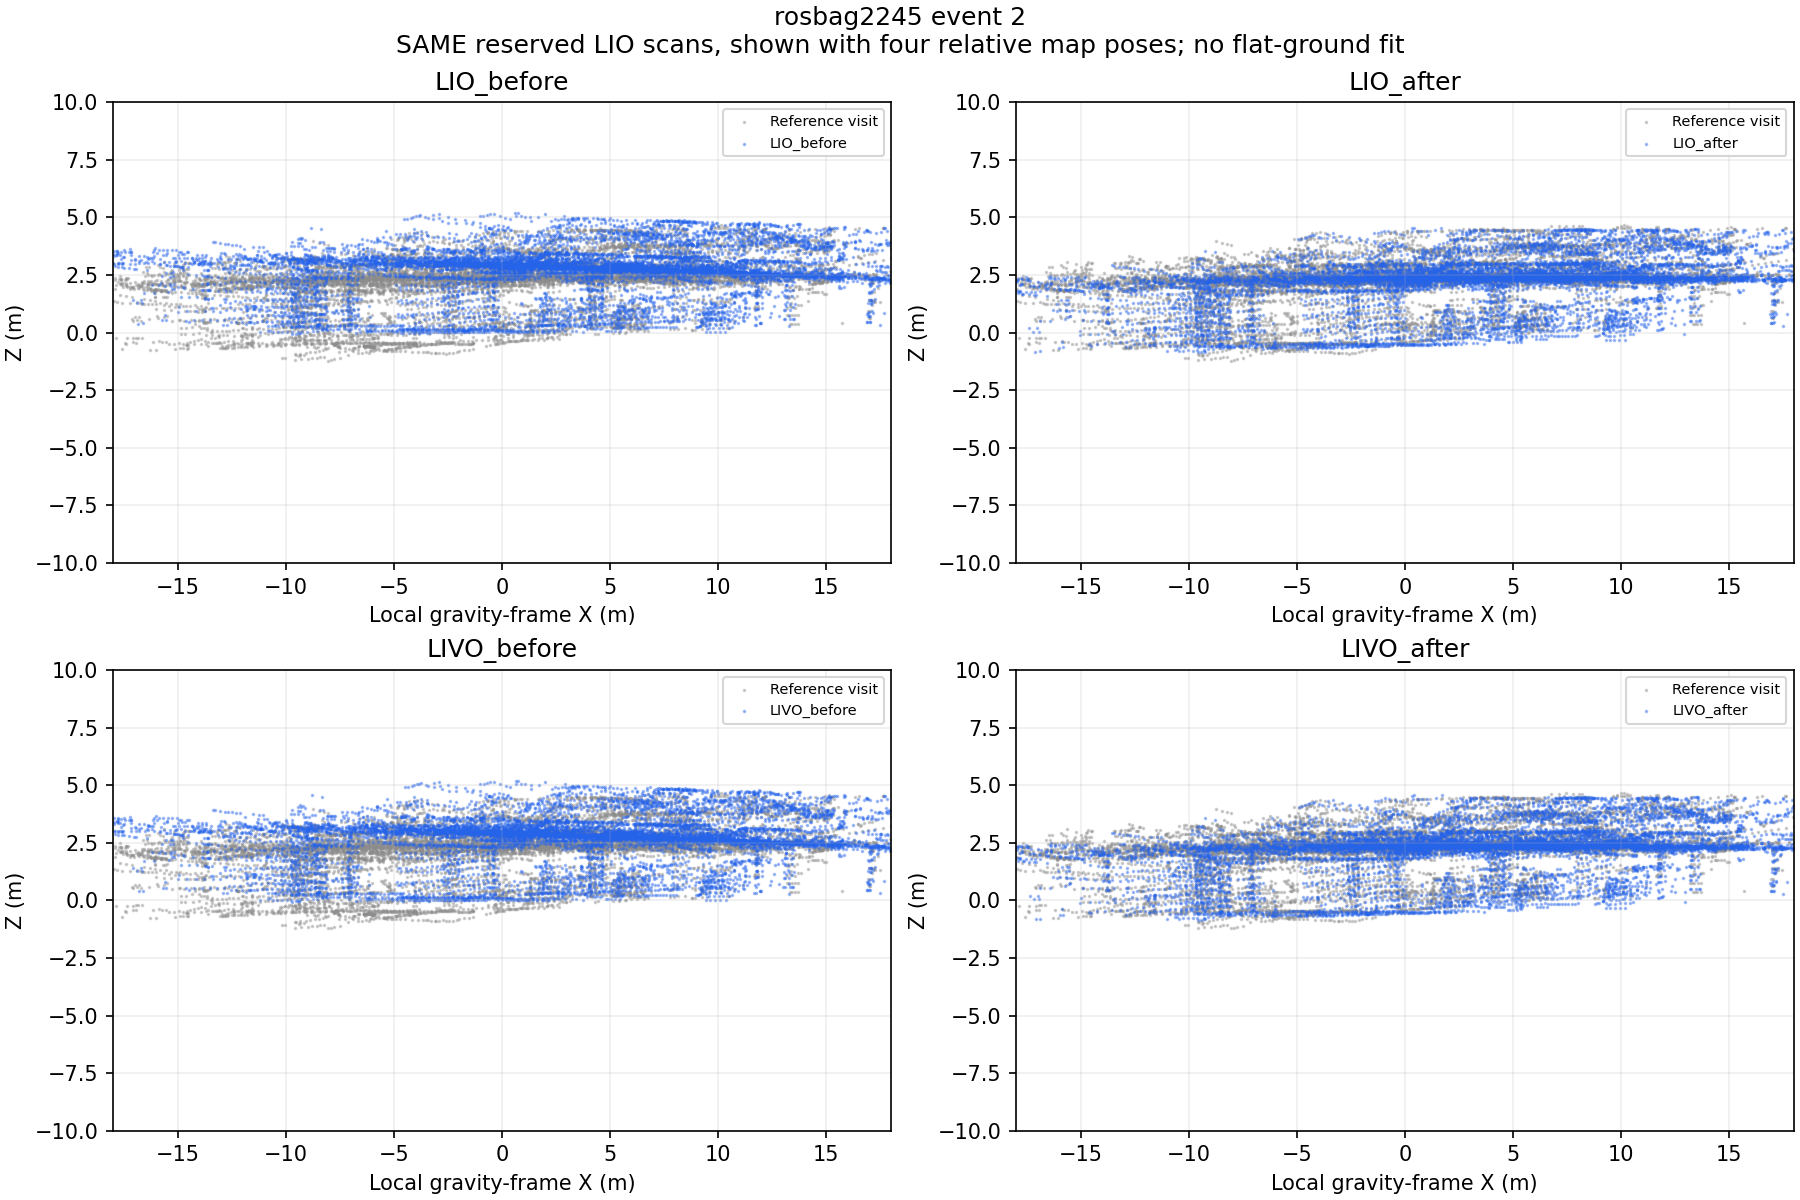 rosbag2245 event 2
SAME reserved LIO scans, shown with four relative map poses; no flat-ground fit
LIO_before
10.0
7.5
5.0
2.5
0.0
−2.5
−5.0
−7.5
−10.0
Z (m)
Reference visit
LIO_before
−15 −10 −5 0 5 10 15
Local gravity-frame X (m)
LIO_after
10.0
7.5
5.0
2.5
0.0
−2.5
−5.0
−7.5
−10.0
Z (m)
Reference visit
LIO_after
−15 −10 −5 0 5 10 15
Local gravity-frame X (m)
LIVO_before
10.0
7.5
5.0
2.5
0.0
−2.5
−5.0
−7.5
−10.0
Z (m)
Reference visit
LIVO_before
−15 −10 −5 0 5 10 15
Local gravity-frame X (m)
LIVO_after
10.0
7.5
5.0
2.5
0.0
−2.5
−5.0
−7.5
−10.0
Z (m)
Reference visit
LIVO_after
−15 −10 −5 0 5 10 15
Local gravity-frame X (m)